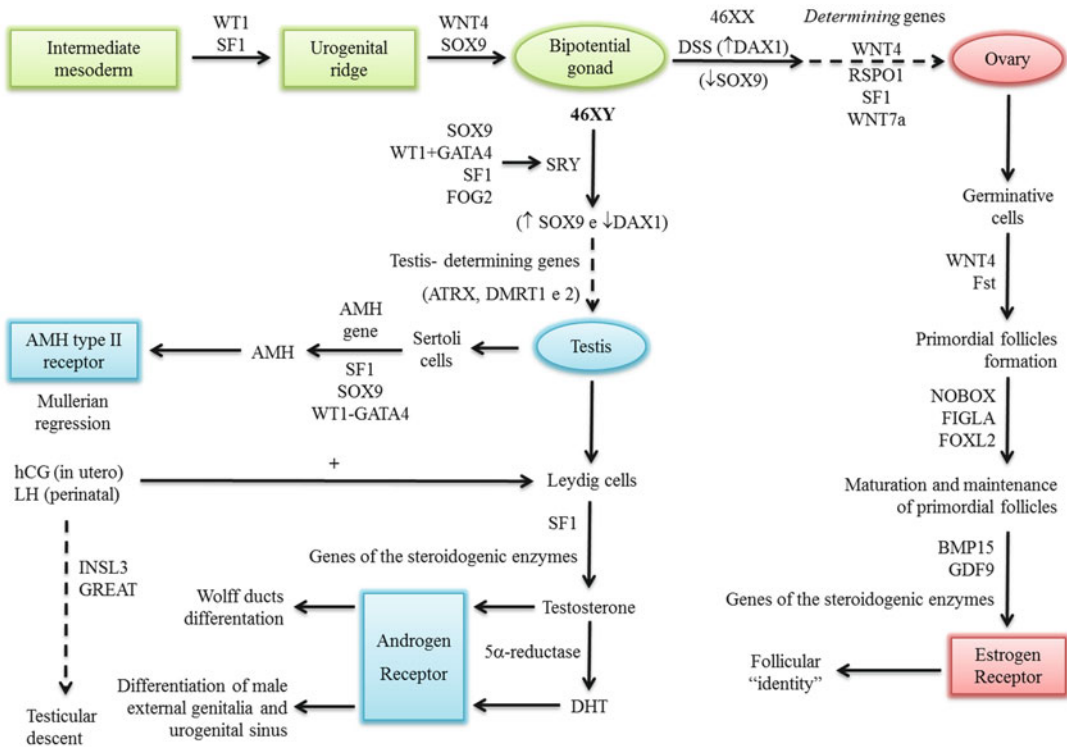 Intermediate
mesoderm
WT1
SF1
Urogenital
ridge
WNT4
SOX9
Bipotential
gonad
46XX
DSS (↑DAX1)
(↓SOX9)
Determining genes
WNT4
RSPO1
SF1
WNT7a
Ovary
46XY
SOX9
WT1+GATA4
SF1
FOG2
SRY
(↑ SOX9 e ↓DAX1)
Testis- determining genes
(ATRX, DMRT1 e 2)
Testis
Sertoli
cells
AMH
gene
SF1
SOX9
WT1-GATA4
AMH
AMH type II
receptor
Mullerian
regression
hCG (in utero)
LH (perinatal)
+
Leydig cells
INSL3
GREAT
Testicular
descent
SF1
Genes of the steroidogenic enzymes
Testosterone
5α-reductase
DHT
Androgen
Receptor
Wolff ducts
differentation
Differentiation of male
external genitalia and
urogenital sinus
Germinative
cells
WNT4
Fst
Primordial follicles
formation
NOBOX
FIGLA
FOXL2
Maturation and maintenance
of primordial follicles
BMP15
GDF9
Genes of the steroidogenic enzymes
Estrogen
Receptor
Follicular
“identity”